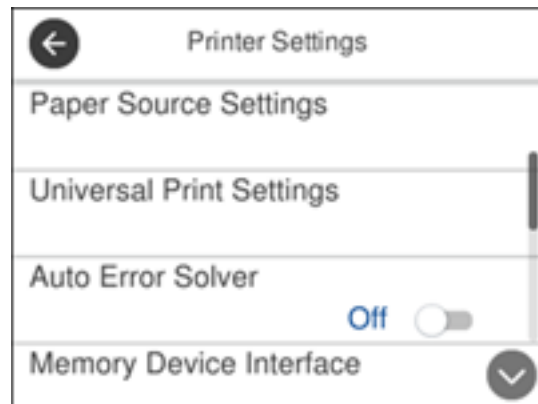 Printer Settings
Paper Source Settings
Universal Print Settings
Auto Error Solver
Off
Memory Device Interface